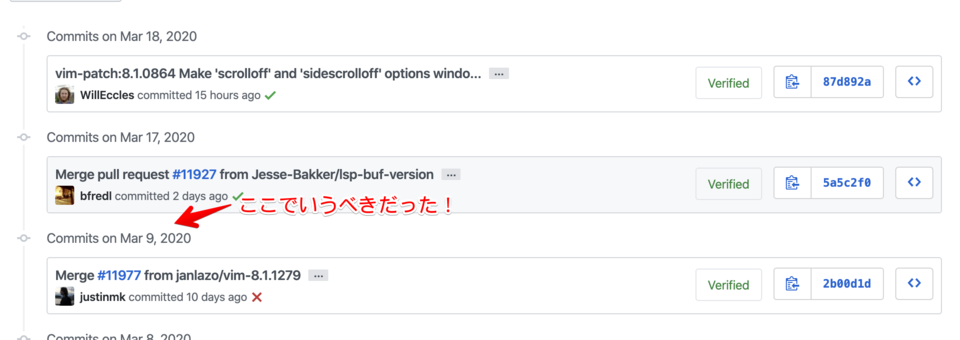 Commits on Mar 18, 2020
vim-patch:8.1.0864 Make 'scrolloff' and 'sidescrolloff' options windo... …
Verified
87d892a
WillEccles committed 15 hours ago
Commits on Mar 17, 2020
Merge pull request #11927 from Jesse-Bakker/lsp-buf-version …
Verified
5a5c2f0
bfredl committed 2 days ago
ここでいうべきだった！
Commits on Mar 9, 2020
Merge #11977 from janlazo/vim-8.1.1279 …
Verified
2b00d1d
justinmk committed 10 days ago
Commits on Mar 8, 2020